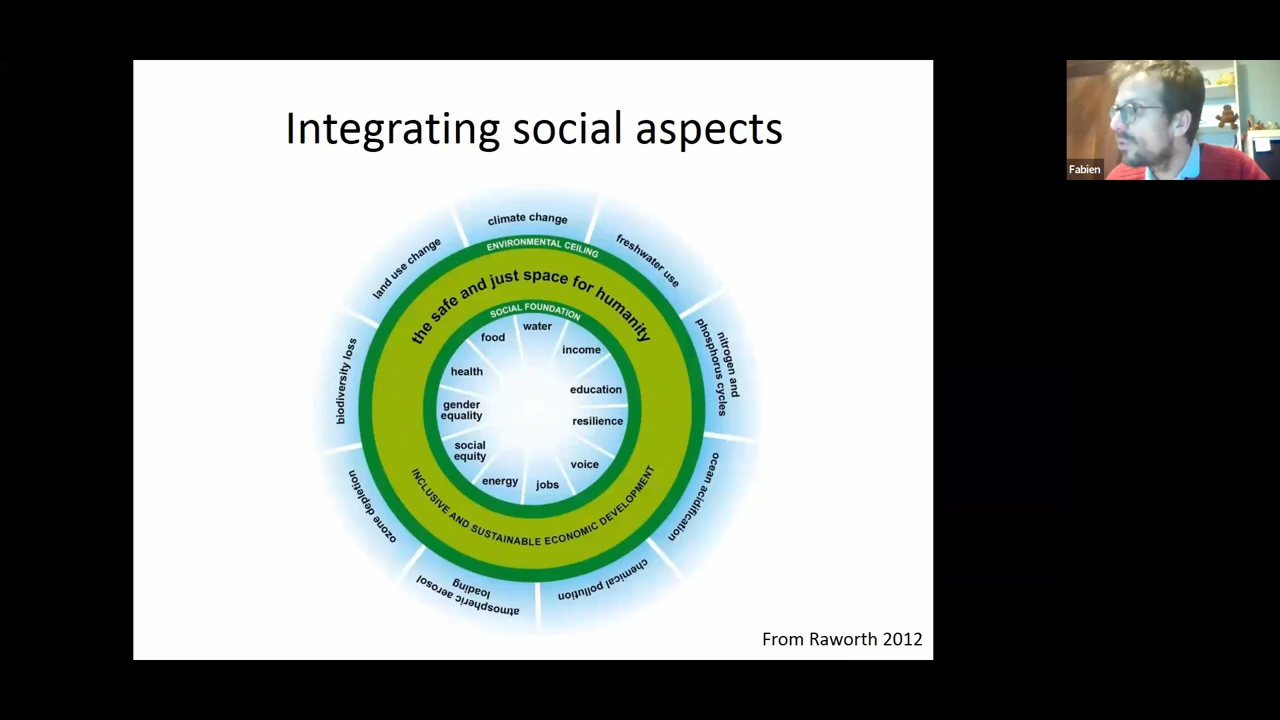 Integrating social aspects
climate change
freshwater use
nitrogen and
phosphorus cycles
ocean acidification
chemical pollution
atmospheric aerosol
loading
ozone depletion
biodiversity loss
land use change
ENVIRONMENTAL CEILING
the safe and just space for humanity
SOCIAL FOUNDATION
water
income
education
resilience
voice
jobs
energy
social
equity
gender
equality
health
food
INCLUSIVE AND SUSTAINABLE ECONOMIC DEVELOPMENT
From Raworth 2012
Fabien